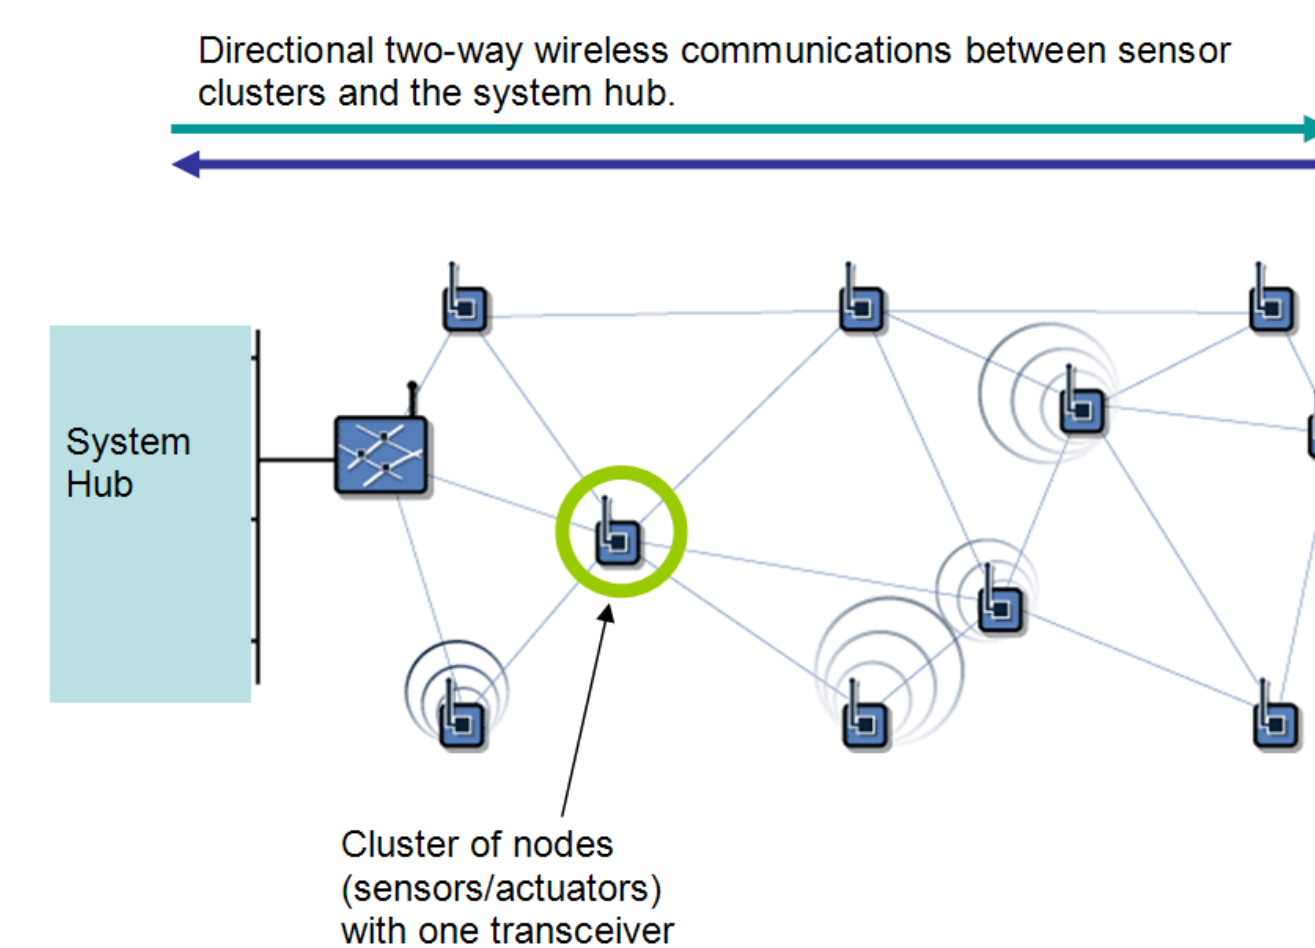 Directional two-way wireless communications between sensor
clusters and the system hub.
System
Hub
Cluster of nodes
(sensors/actuators)
with one transceiver